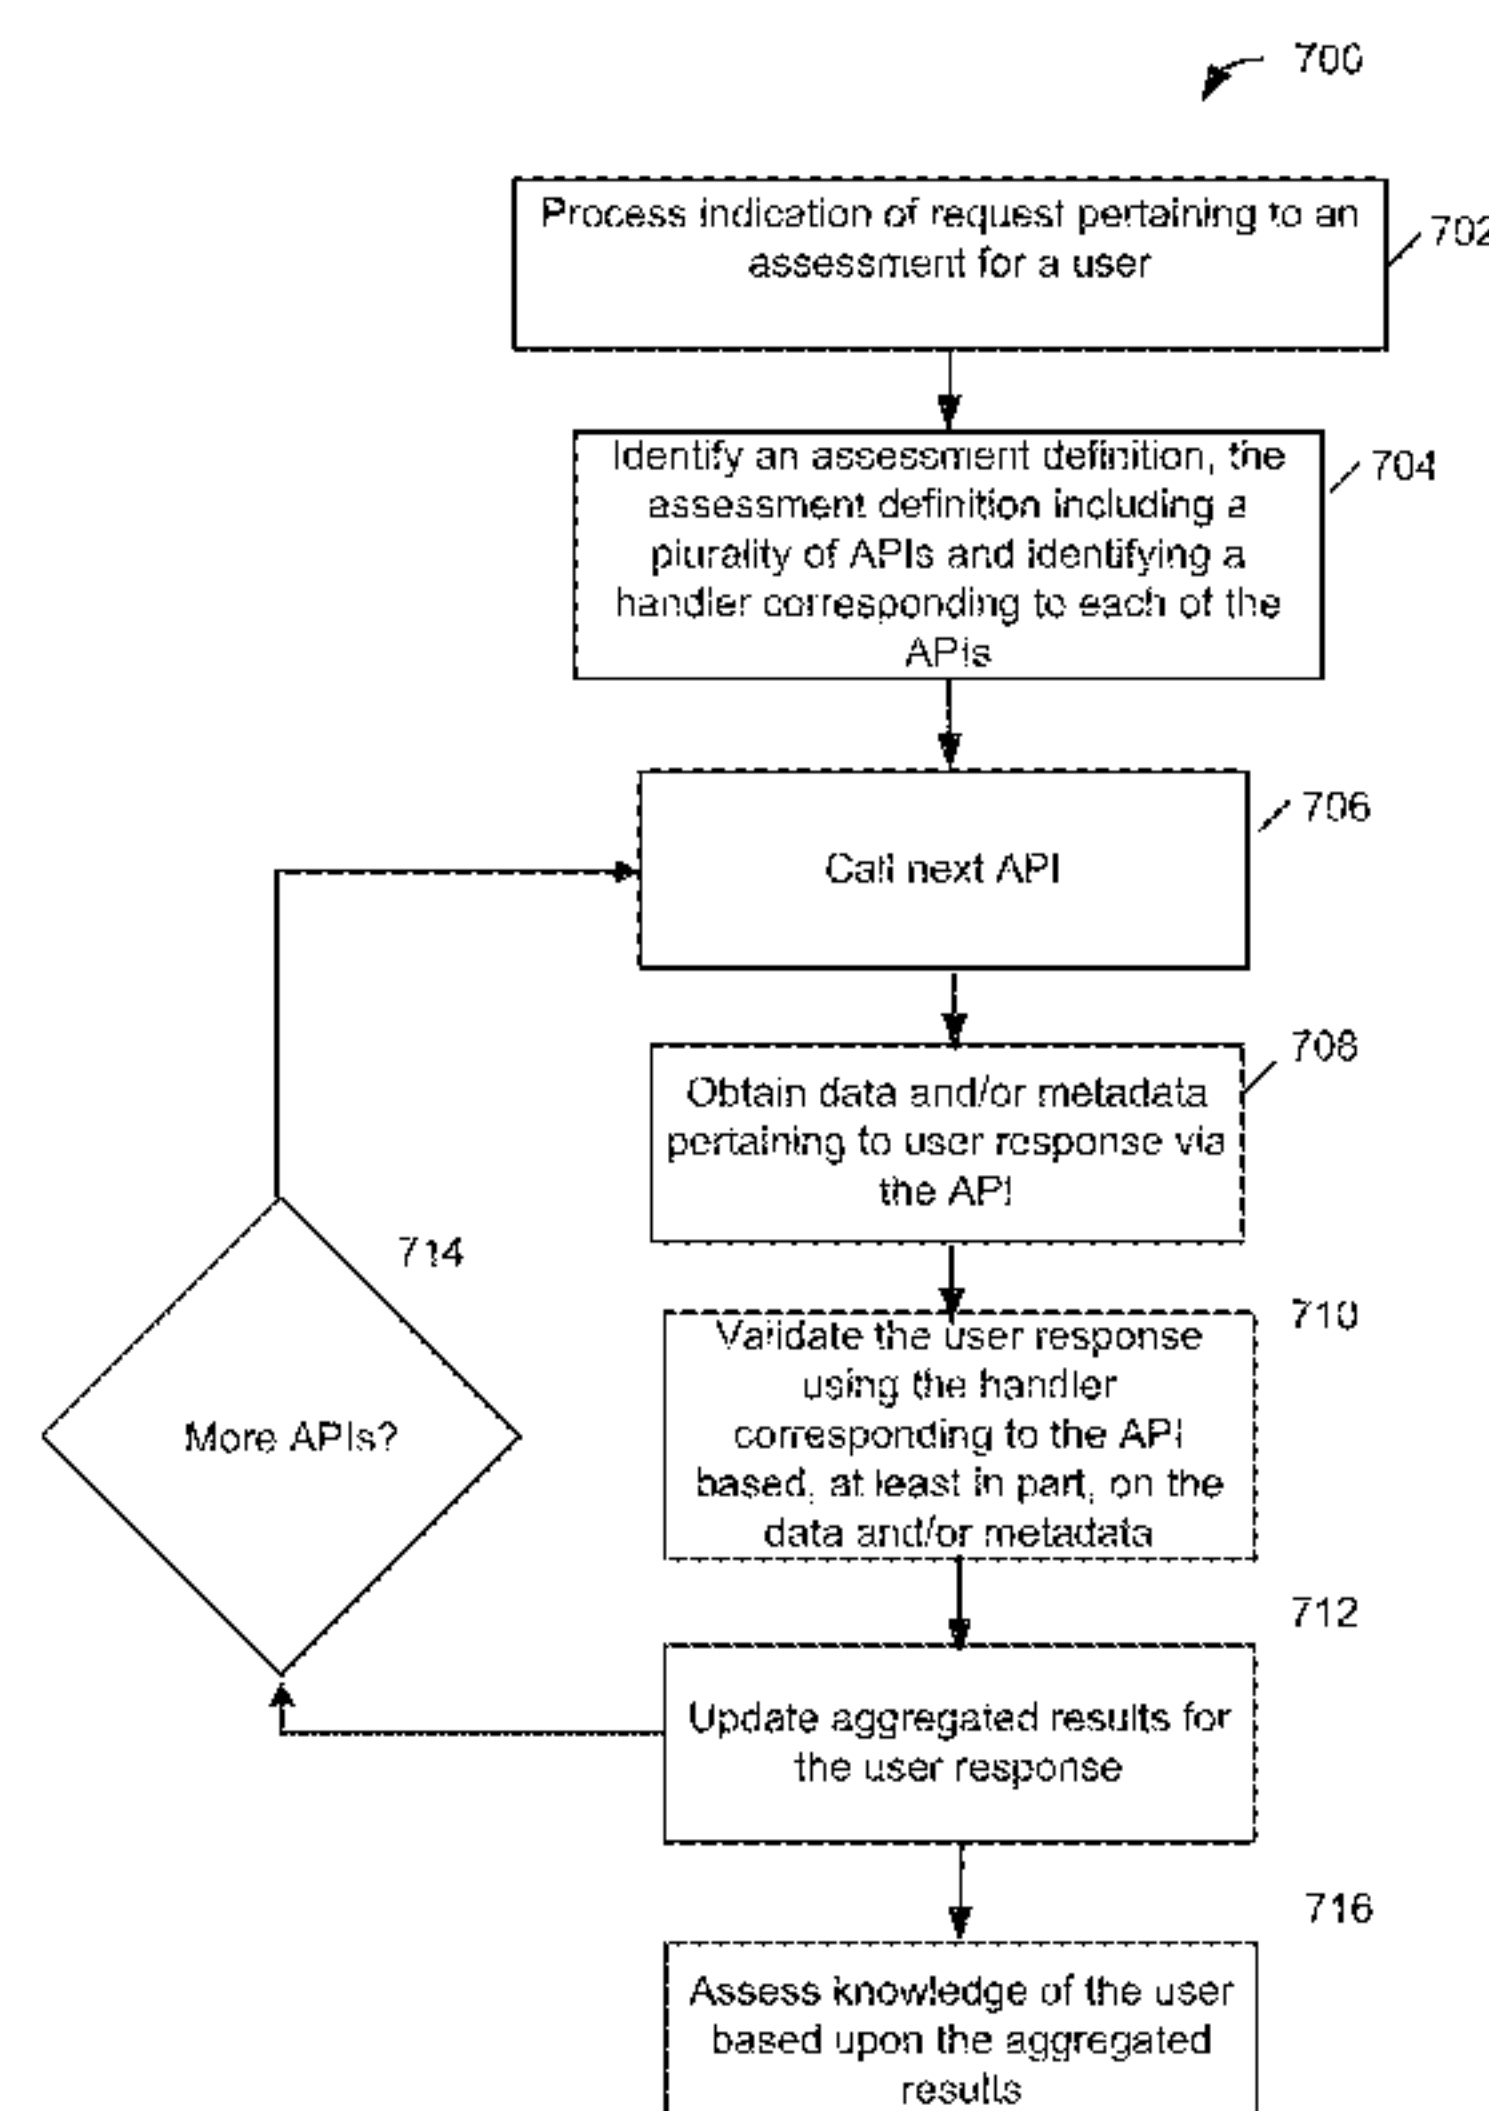 700
Process indication of request pertaining to an
assessment for a user
702
Identify an assessment definition, the
assessment definition including a
plurality of APIs and identifying a
handler corresponding to each of the
APIs
704
Call next API
706
Obtain data and/or metadata
pertaining to user response via
the API
708
Validate the user response
using the handler
corresponding to the API
based, at least in part, on the
data and/or metadata
710
Update aggregated results for
the user response
712
More APIs?
714
Assess knowledge of the user
based upon the aggregated
results
716